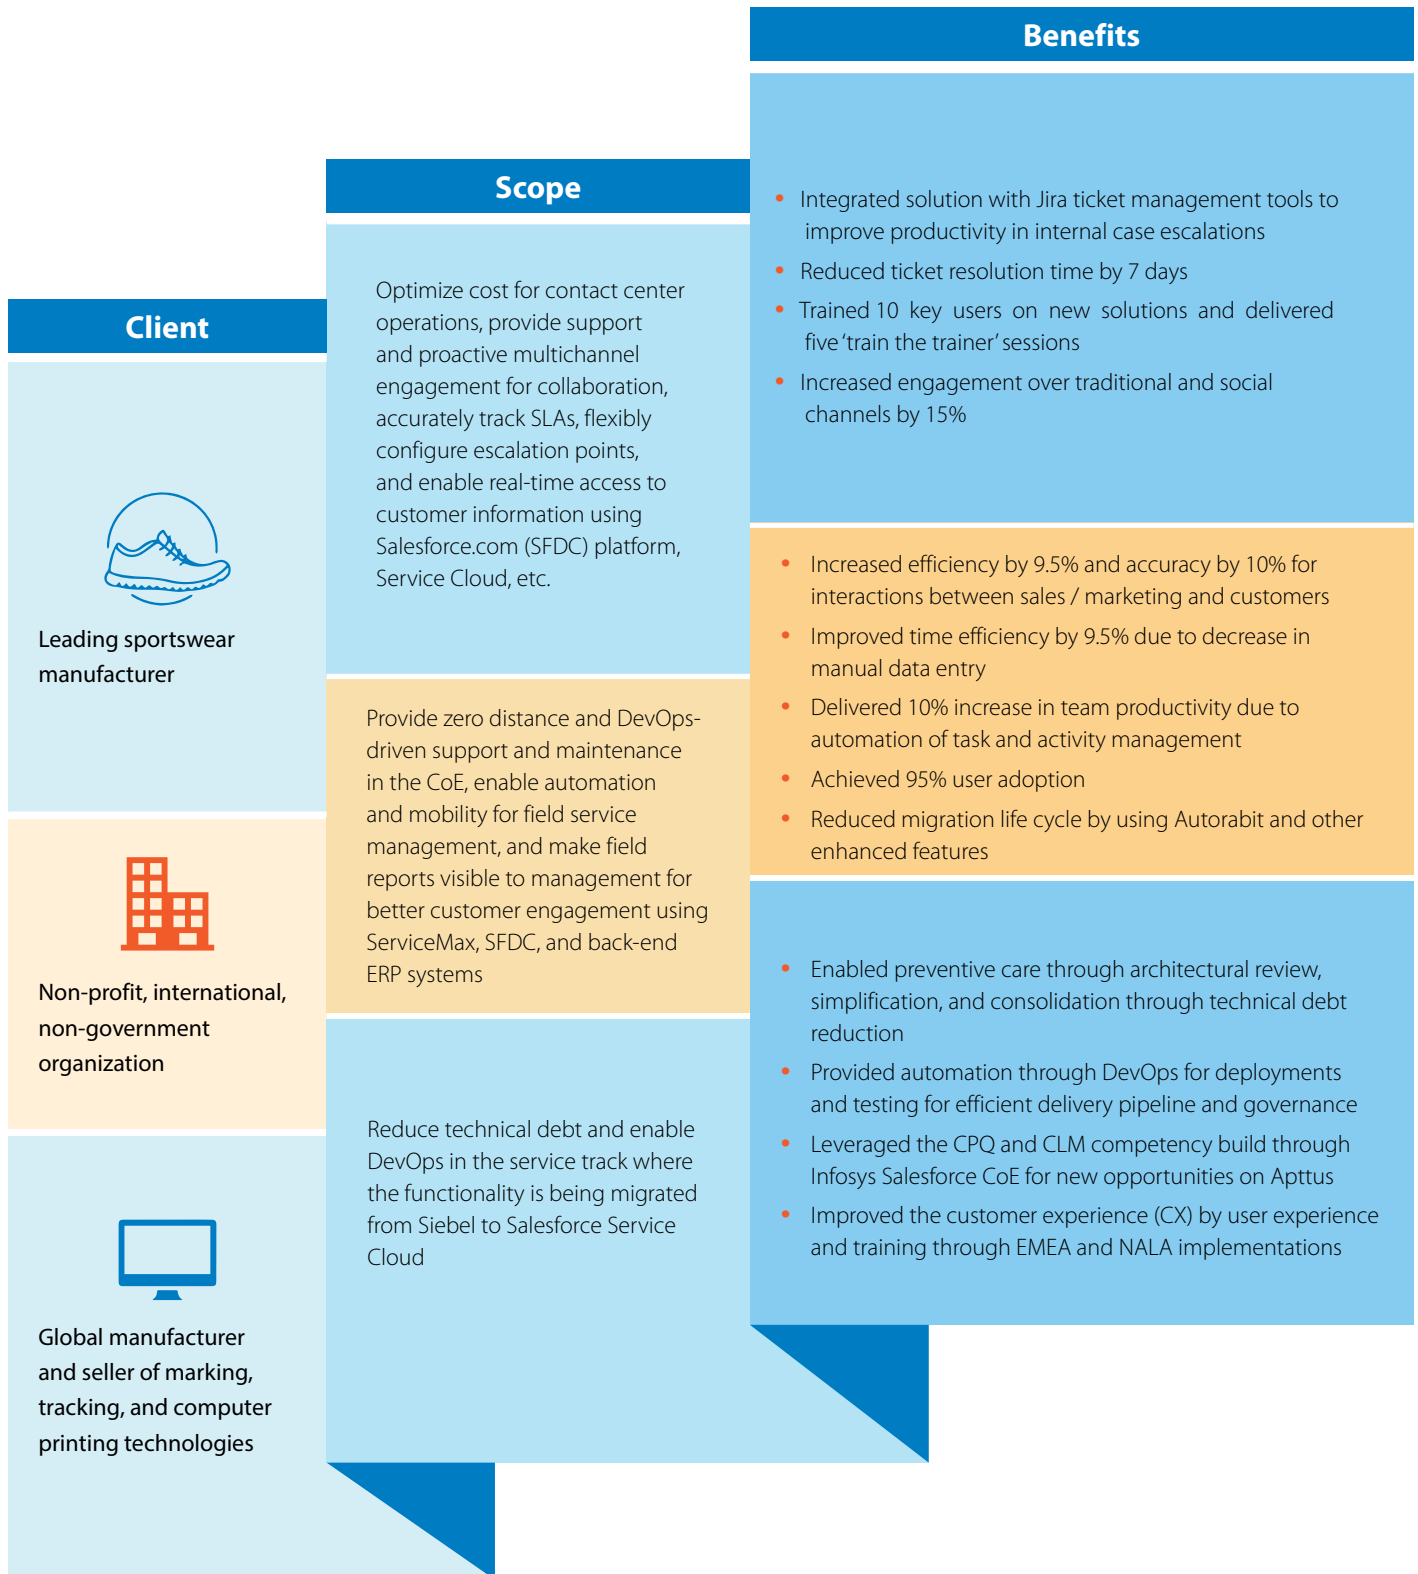 Client
Leading sportswear
manufacturer
Non-profit, international,
non-government
organization
Global manufacturer
and seller of marking,
tracking, and computer
printing technologies
Scope
Optimize cost for contact center
operations, provide support
and proactive multichannel
engagement for collaboration,
accurately track SLAs, flexibly
configure escalation points,
and enable real-time access to
customer information using
Salesforce.com (SFDC) platform,
Service Cloud, etc.
Provide zero distance and DevOps-
driven support and maintenance
in the CoE, enable automation
and mobility for field service
management, and make field
reports visible to management for
better customer engagement using
ServiceMax, SFDC, and back-end
ERP systems
Reduce technical debt and enable
DevOps in the service track where
the functionality is being migrated
from Siebel to Salesforce Service
Cloud
Benefits
• Integrated solution with Jira ticket management tools to
improve productivity in internal case escalations
• Reduced ticket resolution time by 7 days
• Trained 10 key users on new solutions and delivered
five ‘train the trainer’ sessions
• Increased engagement over traditional and social
channels by 15%
• Increased efficiency by 9.5% and accuracy by 10% for
interactions between sales / marketing and customers
• Improved time efficiency by 9.5% due to decrease in
manual data entry
• Delivered 10% increase in team productivity due to
automation of task and activity management
• Achieved 95% user adoption
• Reduced migration life cycle by using Autorabit and other
enhanced features
• Enabled preventive care through architectural review,
simplification, and consolidation through technical debt
reduction
• Provided automation through DevOps for deployments
and testing for efficient delivery pipeline and governance
• Leveraged the CPQ and CLM competency build through
Infosys Salesforce CoE for new opportunities on Apttus
• Improved the customer experience (CX) by user experience
and training through EMEA and NALA implementations